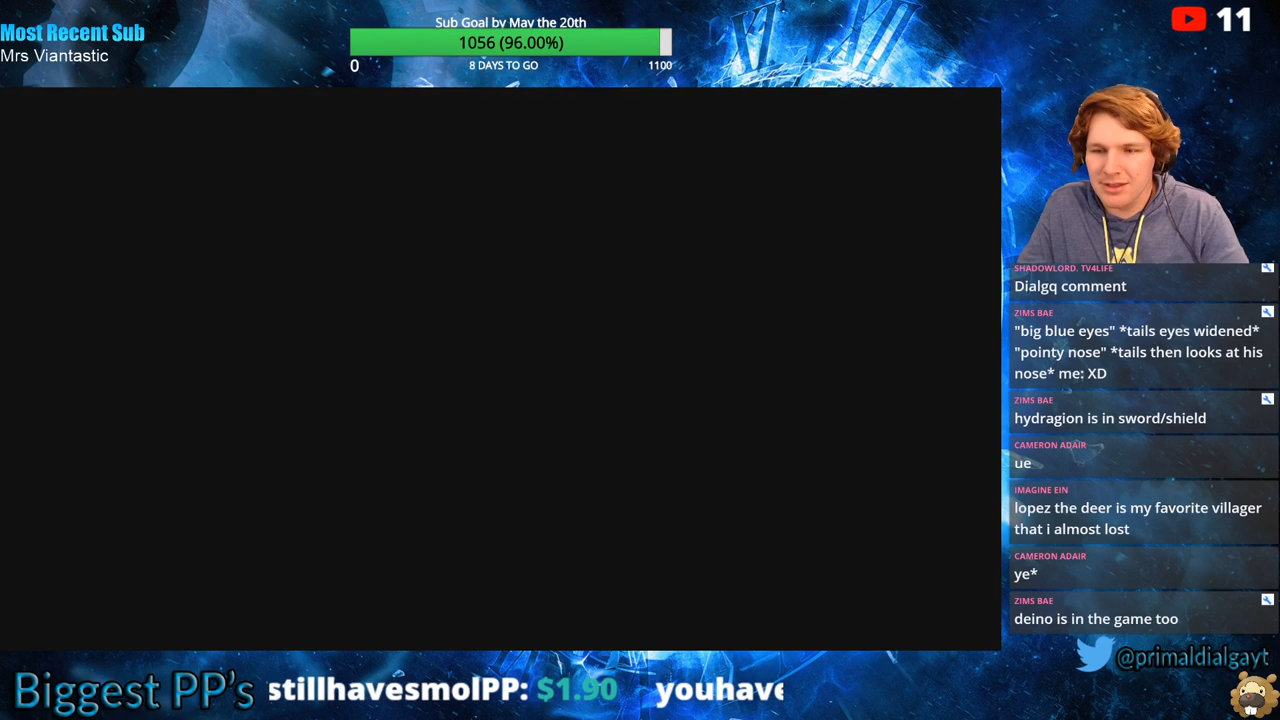 Most Recent Sub
Mrs Viantastic
Sub Goal by May the 20th
1056 (96.00%)
0
8 DAYS TO GO
1100
11
SHADOWLORD. TV4LIFE
Dialgq comment
ZIMS BAE
"big blue eyes" *tails eyes widened*
"pointy nose" *tails then looks at his
nose* me: XD
ZIMS BAE
hydragion is in sword/shield
CAMERON ADAIR
ue
IMAGINE EIN
lopez the deer is my favorite villager
that i almost lost
CAMERON ADAIR
ye*
ZIMS BAE
deino is in the game too
@primaldialgayt
Biggest PP's
stillhavesmolPP: $1.90 youhave